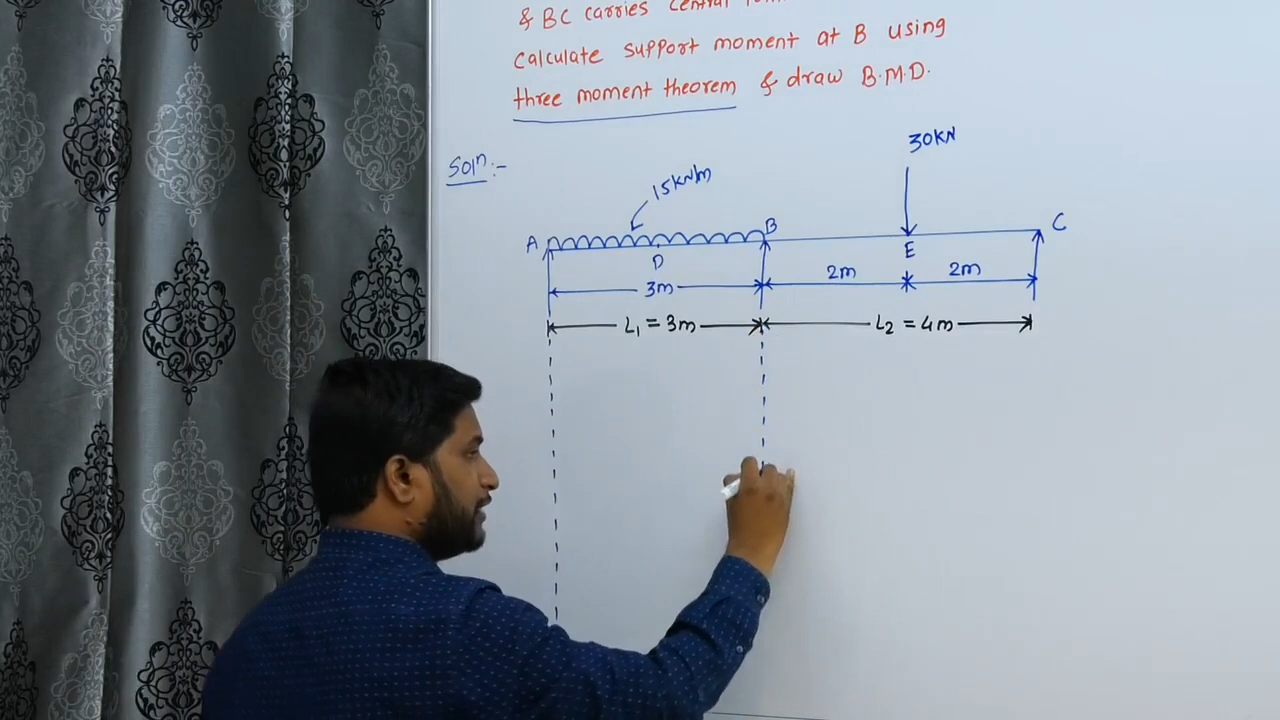 & BC carries central
calculate support moment at B using
three moment theorem & draw B.M.D.
Soln:-
30KN
15KN/m
A
B
C
D
E
3m
2m
2m
L1 = 3m
L2 = 4m